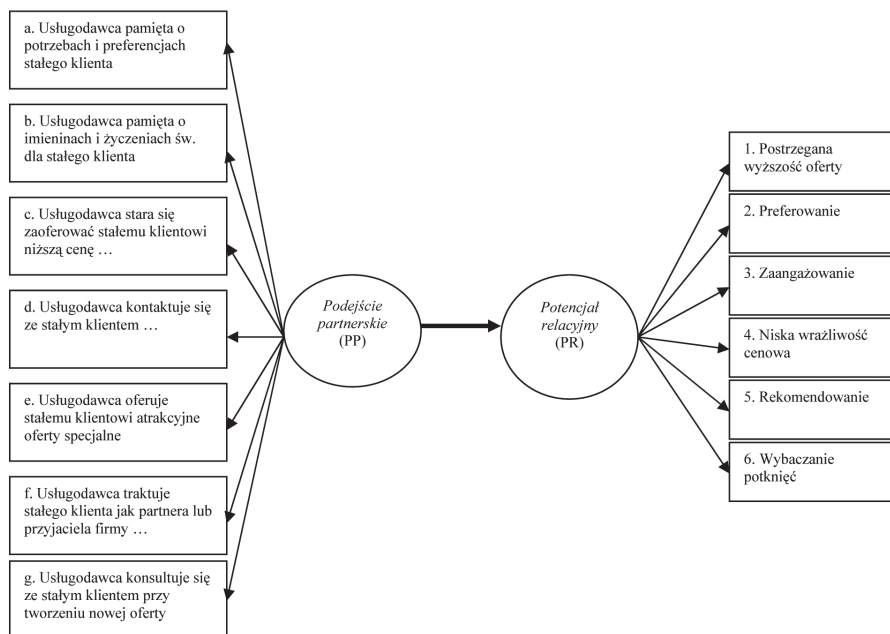 a. Usługodawca pamięta o
potrzebach i preferencjach
stałego klienta
b. Usługodawca pamięta o
imieninach i życzeniach św.
dla stałego klienta
c. Usługodawca stara się
zaoferować stałemu klientowi
niższą cenę …
d. Usługodawca kontaktuje się
ze stałym klientem …
e. Usługodawca oferuje
stałemu klientowi atrakcyjne
oferty specjalne
f. Usługodawca traktuje
stałego klienta jak partnera lub
przyjaciela firmy …
g. Usługodawca konsultuje się
ze stałym klientem przy
tworzeniu nowej oferty
Podejście
partnerskie
(PP)
Potencjał
relacyjny
(PR)
1. Postrzegana
wyższość oferty
2. Preferowanie
3. Zaangażowanie
4. Niska wrażliwość
cenowa
5. Rekomendowanie
6. Wybaczanie
potknięć